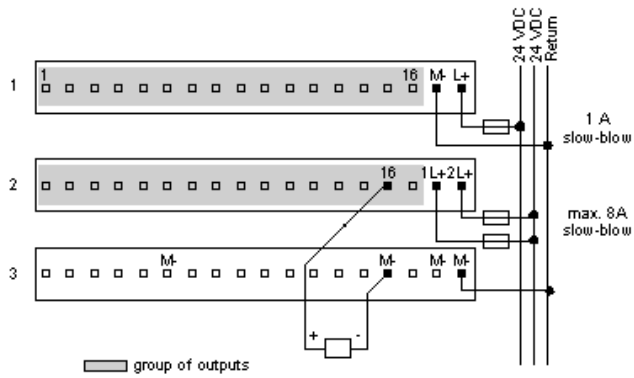 24 VDC
24 VDC
Return
1
1
16
M-
L+
1 A
slow-blow
2
16
1L+
2L+
max. 8A
slow-blow
3
M-
M-
M-
M-
+
-
group of outputs